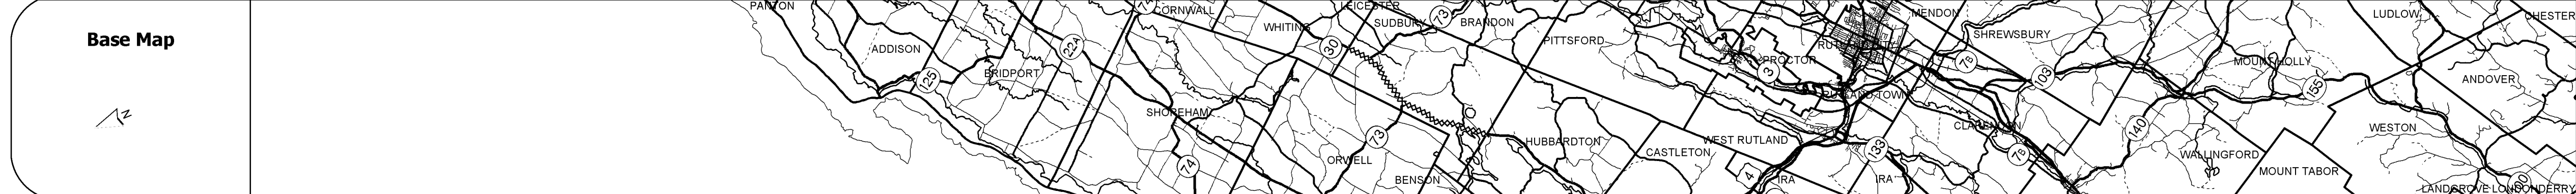 Base Map
N
PANTON
ADDISON
125
BRIDPORT
22A
74
CORNWALL
SHOREHAM
74
WHITING
LEICESTER
30
SUDBURY
73
BRANDON
73
ORWELL
BENSON
PITTSFORD
HUBBARDTON
CASTLETON
WEST RUTLAND
4
IRA
PROCTOR
3
RUTLAND TOWN
133
IRA
MENDON
7B
SHREWSBURY
103
CLARENDON
7B
140
WALLINGFORD
MOUNT HOLLY
155
MOUNT TABOR
LUDLOW
CHESTER
ANDOVER
WESTON
LANDGROVE